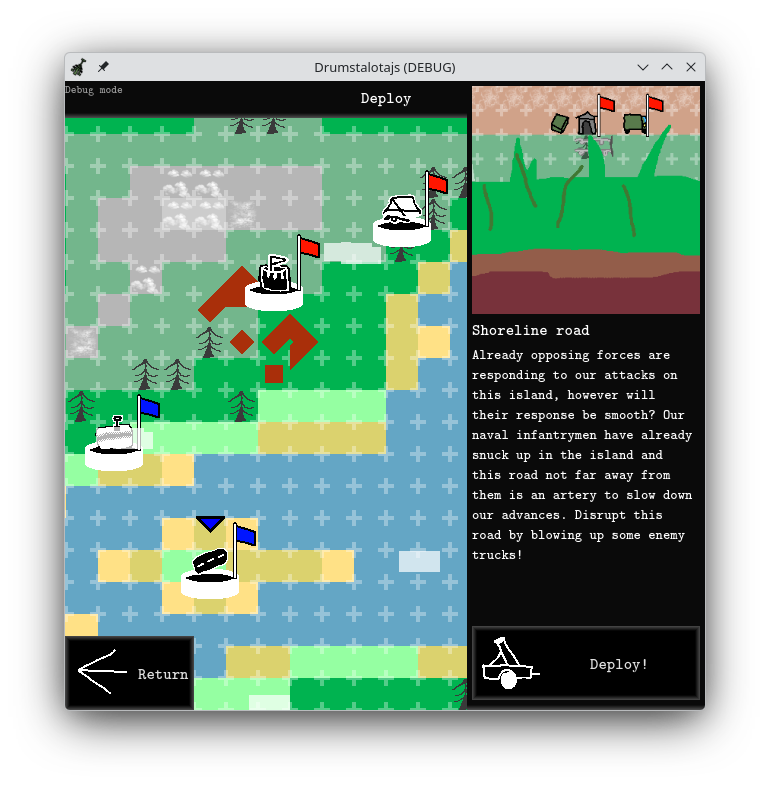 Drumstalotajs (DEBUG)
Debug mode
Deploy
Shoreline road
Already opposing forces are
responding to our attacks on
this island, however will
their response be smooth? Our
naval infantrymen have already
snuck up in the island and
this road not far away from
them is an artery to slow down
our advances. Disrupt this
road by blowing up some enemy
trucks!
Return
Deploy!